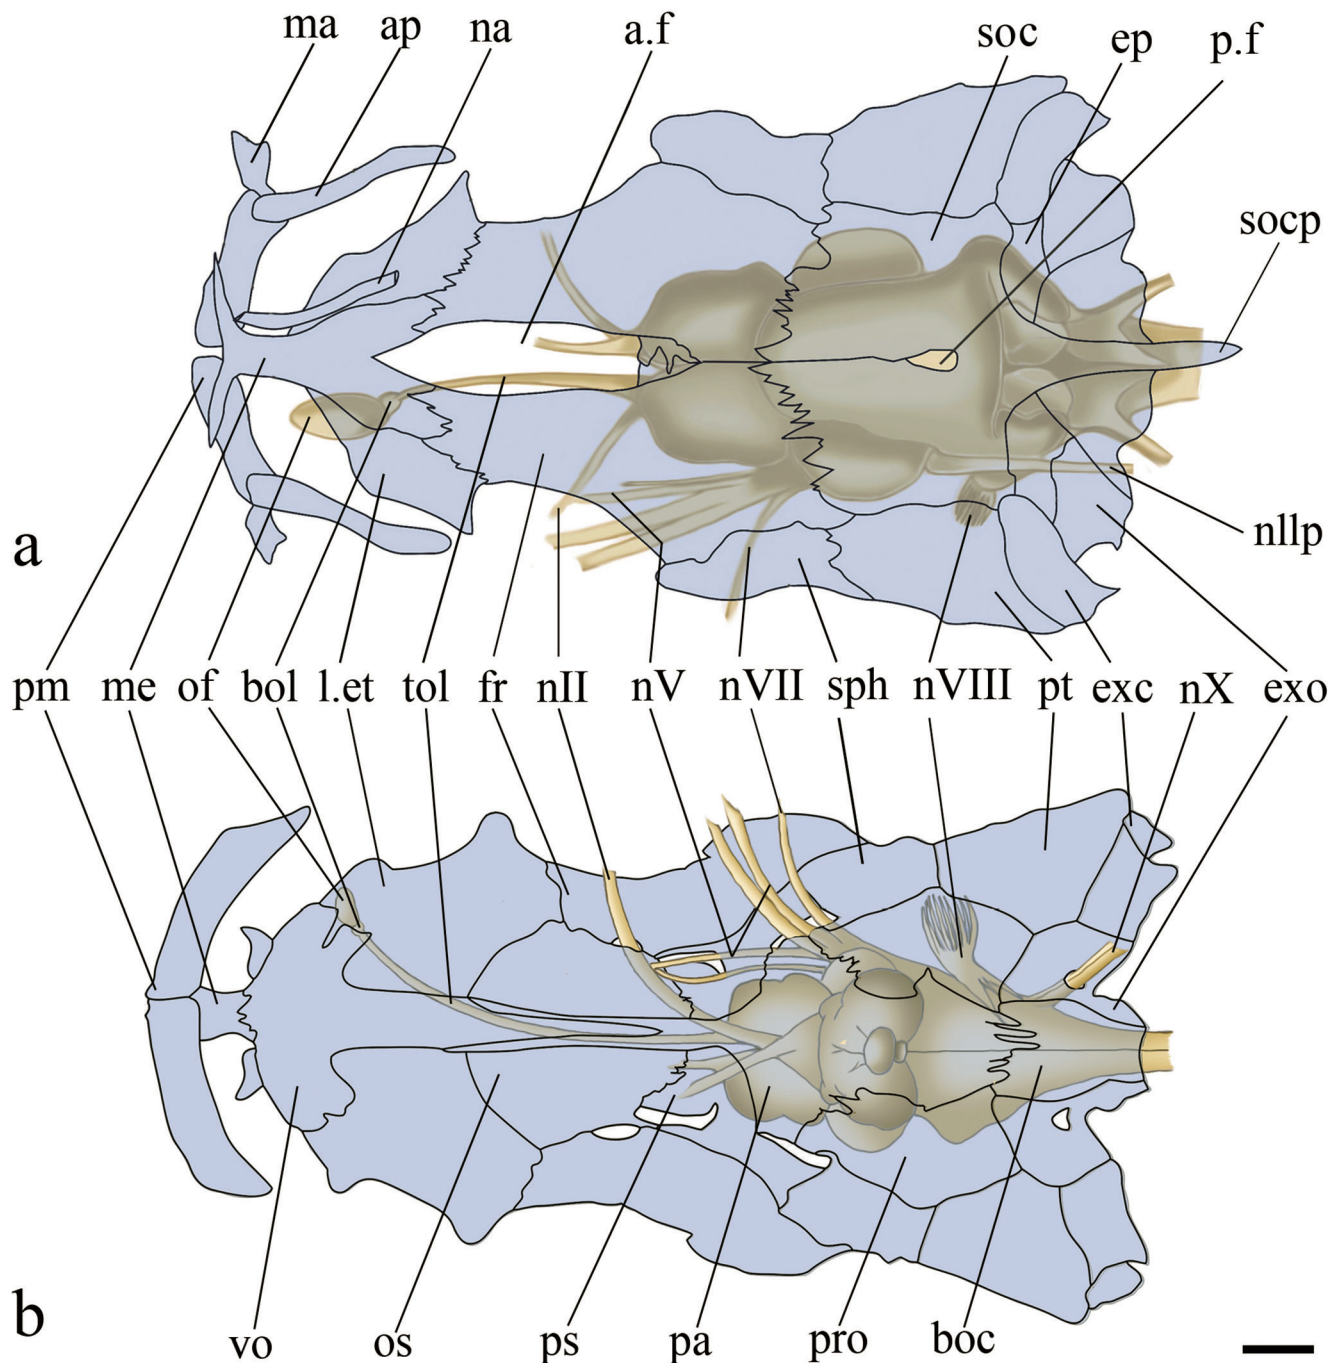 ma ap na a.f soc ep p.f
socp
a
nllp
pm me of bol l.et tol fr nII nV nVII sph nVIII pt exc nX exo
b
vo os ps pa pro boc